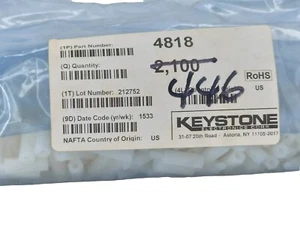 (1P) Part Number: 4818
(Q) Quantity: 2,100
446
RoHS
(1T) Lot Number: 212752 US
(9D) Date Code (yr/wk): 1533
KEYSTONE
ELECTRONICS CORP.
31-07 20th Road - Astoria, NY 11105-2017
NAFTA Country of Origin: US